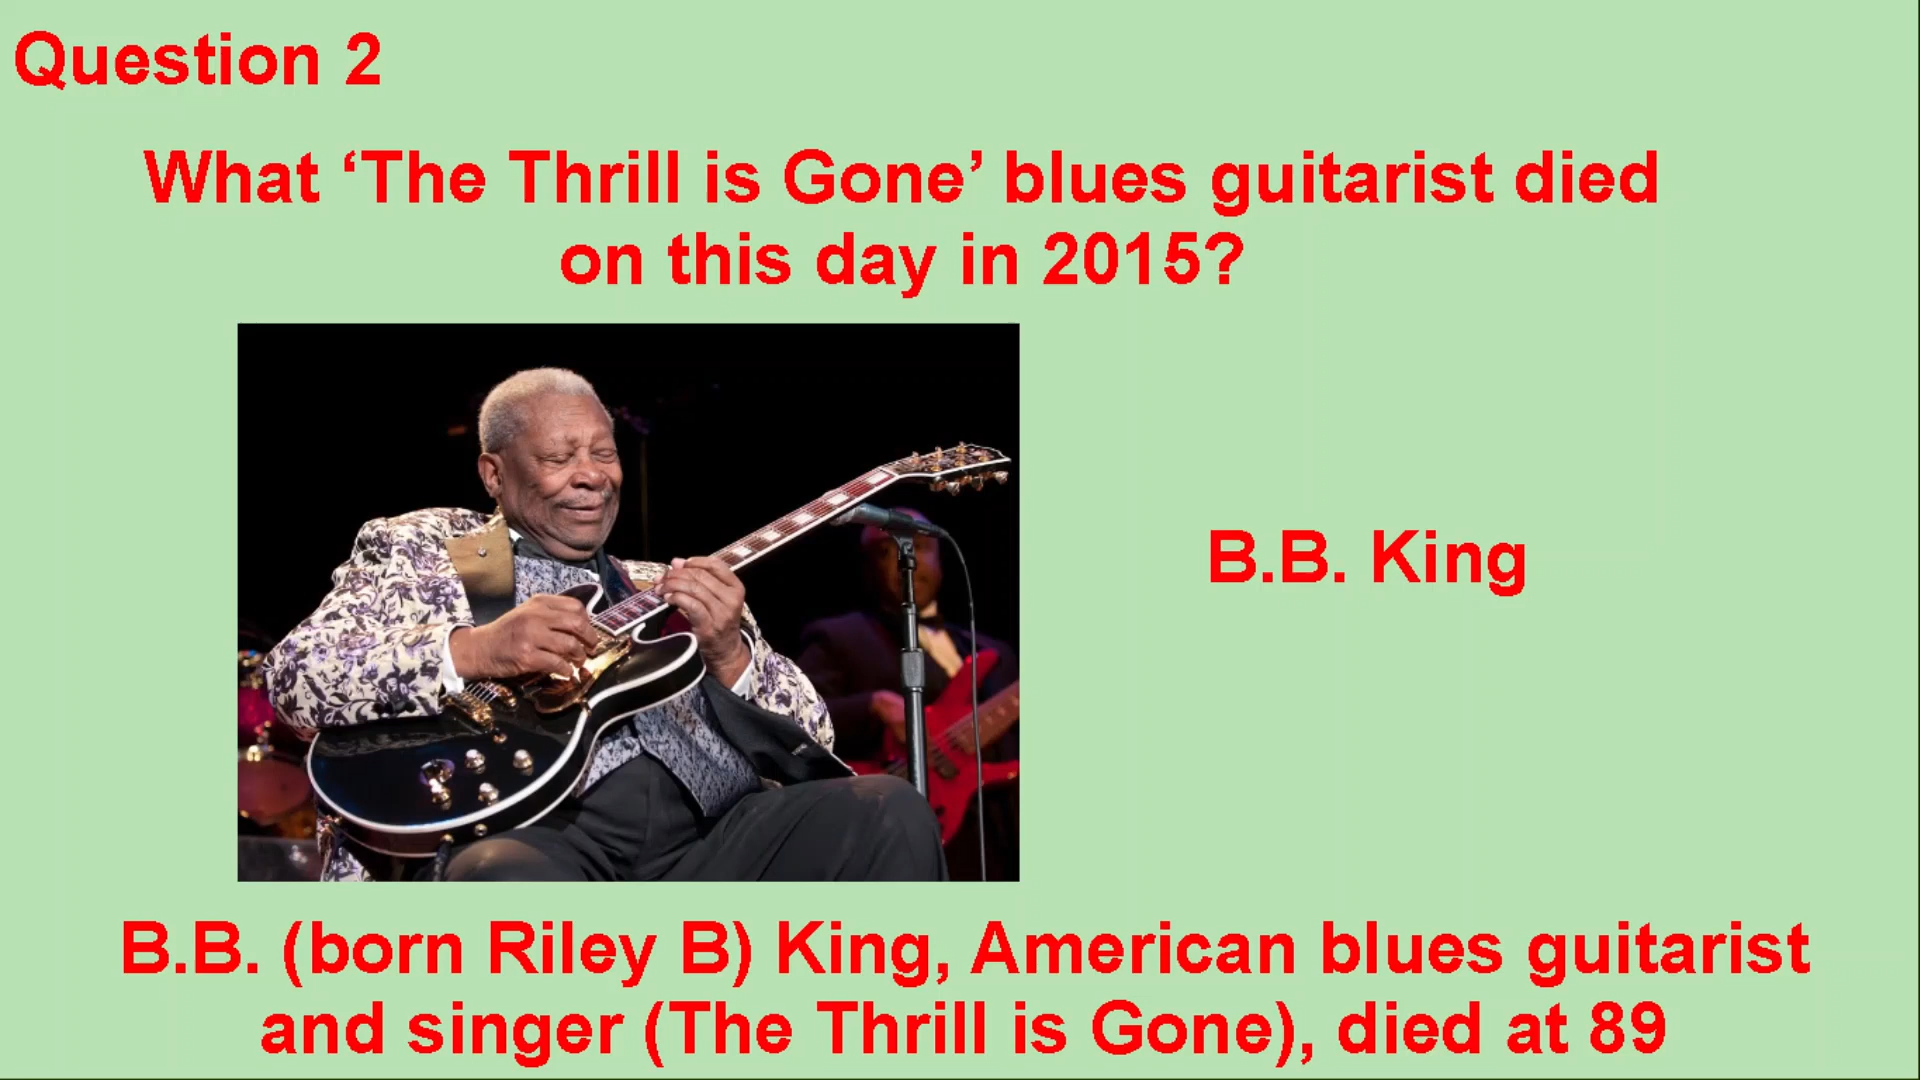 Question 2
What ‘The Thrill is Gone’ blues guitarist died
on this day in 2015?
B.B. King
B.B. (born Riley B) King, American blues guitarist
and singer (The Thrill is Gone), died at 89